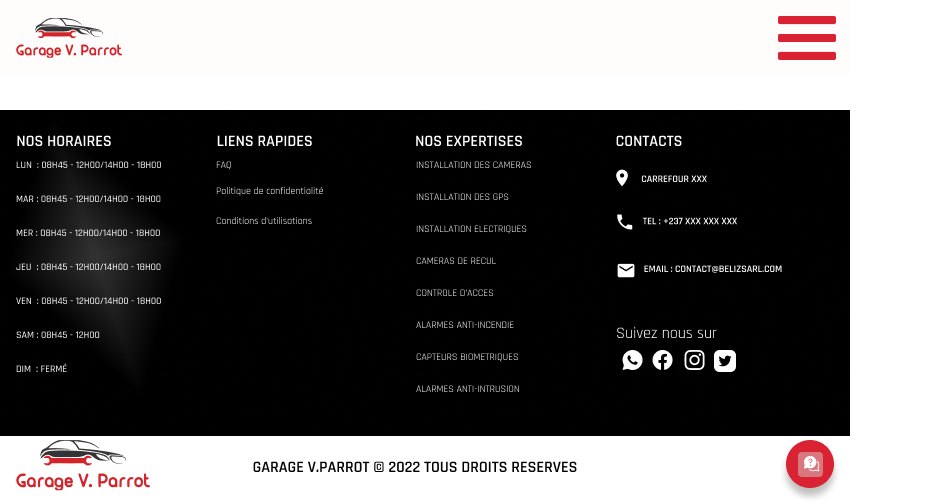 Garage V. Parrot
NOS HORAIRES
LUN : 08H45 - 12H00/14H00 - 18H00
MAR : 08H45 - 12H00/14H00 - 18H00
MER : 08H45 - 12H00/14H00 - 18H00
JEU : 08H45 - 12H00/14H00 - 18H00
VEN : 08H45 - 12H00/14H00 - 18H00
SAM : 08H45 - 12H00
DIM : FERMÉ
LIENS RAPIDES
FAQ
Politique de confidentialité
Conditions d'utilisations
NOS EXPERTISES
INSTALLATION DES CAMERAS
INSTALLATION DES GPS
INSTALLATION ELECTRIQUES
CAMERAS DE RECUL
CONTROLE D'ACCES
ALARMES ANTI-INCENDIE
CAPTEURS BIOMETRIQUES
ALARMES ANTI-INTRUSION
CONTACTS
CARREFOUR XXX
TEL : +237 XXX XXX XXX
EMAIL : CONTACT@BELIZSARL.COM
Suivez nous sur
Garage V. Parrot
GARAGE V.PARROT © 2022 TOUS DROITS RESERVES